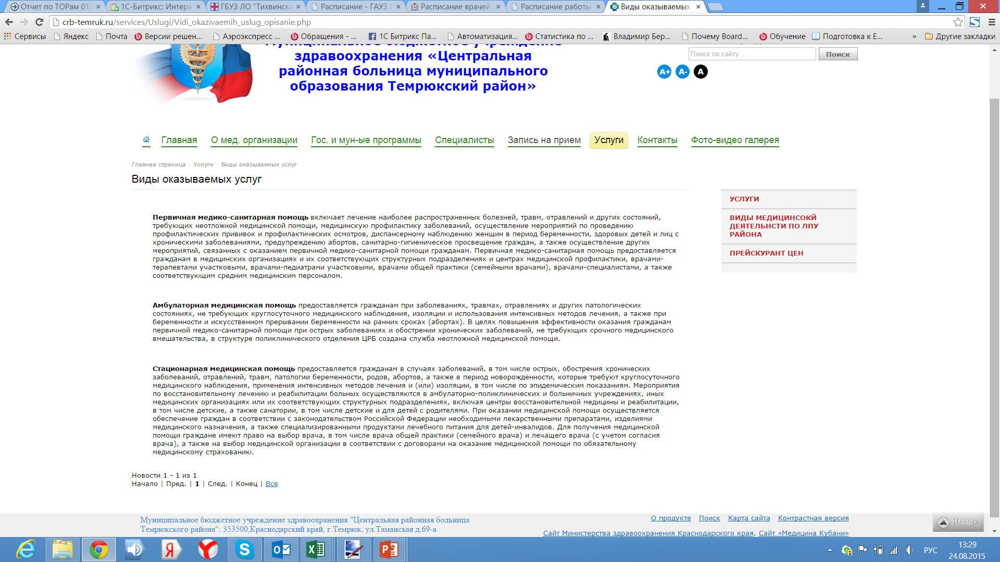 Отчет по ТОРам 01.
1С-Битрикс: Интера
ГБУЗ ЛО "Тихвинска
Расписание - ГАУЗ
Расписание врачей
Расписание работы
Виды оказываемых
crb-temruk.ru/services/Uslugi/Vidi_okazivaemih_uslug_opisanie.php
Сервисы Яндекс Почта Версии решен... Аэроэкспресс ... Обращения - ... 1С Битрикс Па... Автоматизация... Статистика по ... Владимир Бер... Почему Board... Обучение Подготовка к Е... » Другие закладки
Муниципальное бюджетное учреждение
здравоохранения «Центральная
районная больница муниципального
образования Темрюкский район»
Поиск по сайту...
Поиск
A+ A- A
Главная О мед. организации Гос. и мун-ые программы Специалисты Запись на прием Услуги Контакты Фото-видео галерея
Главная страница – Услуги – Виды оказываемых услуг
Виды оказываемых услуг
Первичная медико-санитарная помощь включает лечение наиболее распространенных болезней, травм, отравлений и других состояний,
требующих неотложной медицинской помощи, медицинскую профилактику заболеваний, осуществление мероприятий по проведению
профилактических прививок и профилактических осмотров, диспансерному наблюдению женщин в период беременности, здоровых детей и лиц с
хроническими заболеваниями, предупреждению абортов, санитарно-гигиеническое просвещение граждан, а также осуществление других
мероприятий, связанных с оказанием первичной медико-санитарной помощи гражданам. Первичная медико-санитарная помощь предоставляется
гражданам в медицинских организациях и их соответствующих структурных подразделениях и центрах медицинской профилактики, врачами-
терапевтами участковыми, врачами-педиатрами участковыми, врачами общей практики (семейными врачами), врачами-специалистами, а также
соответствующим средним медицинским персоналом.
Амбулаторная медицинская помощь предоставляется гражданам при заболеваниях, травмах, отравлениях и других патологических
состояниях, не требующих круглосуточного медицинского наблюдения, изоляции и использования интенсивных методов лечения, а также при
беременности и искусственном прерывании беременности на ранних сроках (абортах). В целях повышения эффективности оказания гражданам
первичной медико-санитарной помощи при острых заболеваниях и обострении хронических заболеваний, не требующих срочного медицинского
вмешательства, в структуре поликлинического отделения ЦРБ создана служба неотложной медицинской помощи.
Стационарная медицинская помощь предоставляется гражданам в случаях заболеваний, в том числе острых, обострения хронических
заболеваний, отравлений, травм, патологии беременности, родов, абортов, а также в период новорожденности, которые требуют круглосуточного
медицинского наблюдения, применения интенсивных методов лечения и (или) изоляции, в том числе по эпидемическим показаниям. Мероприятия
по восстановительному лечению и реабилитации больных осуществляются в амбулаторно-поликлинических и больничных учреждениях, иных
медицинских организациях или их соответствующих структурных подразделениях, включая центры восстановительной медицины и реабилитации,
в том числе детские, а также санатории, в том числе детские и для детей с родителями. При оказании медицинской помощи осуществляется
обеспечение граждан в соответствии с законодательством Российской Федерации необходимыми лекарственными препаратами, изделиями
медицинского назначения, а также специализированными продуктами лечебного питания для детей-инвалидов. Для получения медицинской
помощи граждане имеют право на выбор врача, в том числе врача общей практики (семейного врача) и лечащего врача (с учетом согласия
врача), а также на выбор медицинской организации в соответствии с договорами на оказание медицинской помощи по обязательному
медицинскому страхованию.
УСЛУГИ
ВИДЫ МЕДИЦИНСОКЙ
ДЕЯТЕЛЬНСТИ ПО ЛПУ
РАЙОНА
ПРЕЙСКУРАНТ ЦЕН
Новости 1 - 1 из 1
Начало | Пред. | 1 | След. | Конец | Все
Муниципальное бюджетное учреждение здравоохранения "Центральная районная больница
Темрюкского района": 353500,Краснодарский край, г.Темрюк, ул.Таманская д.69-а
О продукте Поиск Карта сайта Контрастная версия
Сайт Министерства здравоохранения Краснодарского края, Сайт «Медицина Кубани»
Наверх
РУС
13:29
24.08.2015